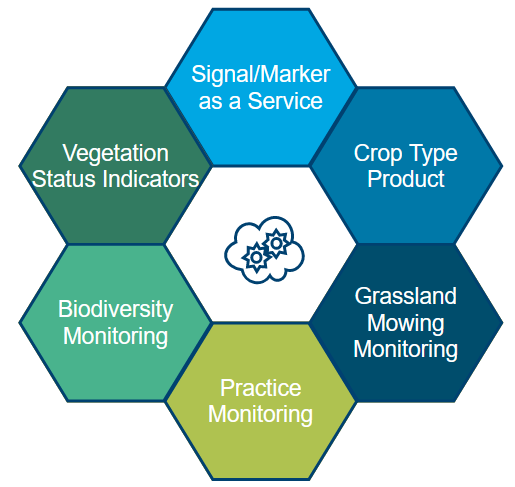 Signal/Marker
as a Service
Crop Type
Product
Grassland
Mowing
Monitoring
Practice
Monitoring
Biodiversity
Monitoring
Vegetation
Status Indicators